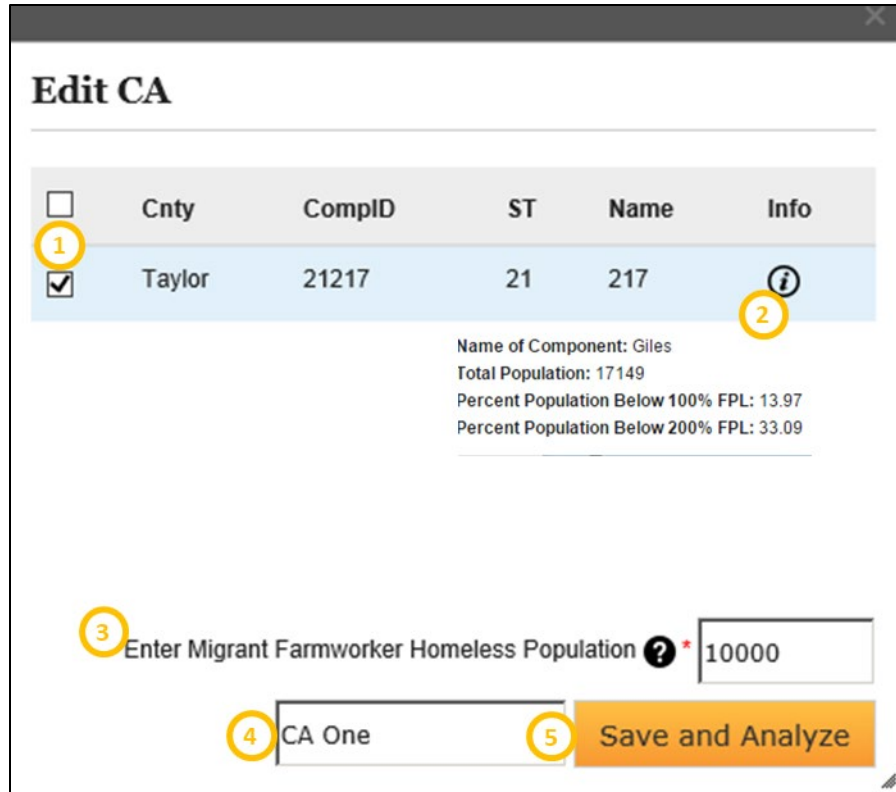 Edit CA
Cnty CompID ST Name Info
1
Taylor 21217 21 217 i
2
Name of Component: Giles
Total Population: 17149
Percent Population Below 100% FPL: 13.97
Percent Population Below 200% FPL: 33.09
3 Enter Migrant Farmworker Homeless Population ? * 10000
4 CA One 5 Save and Analyze